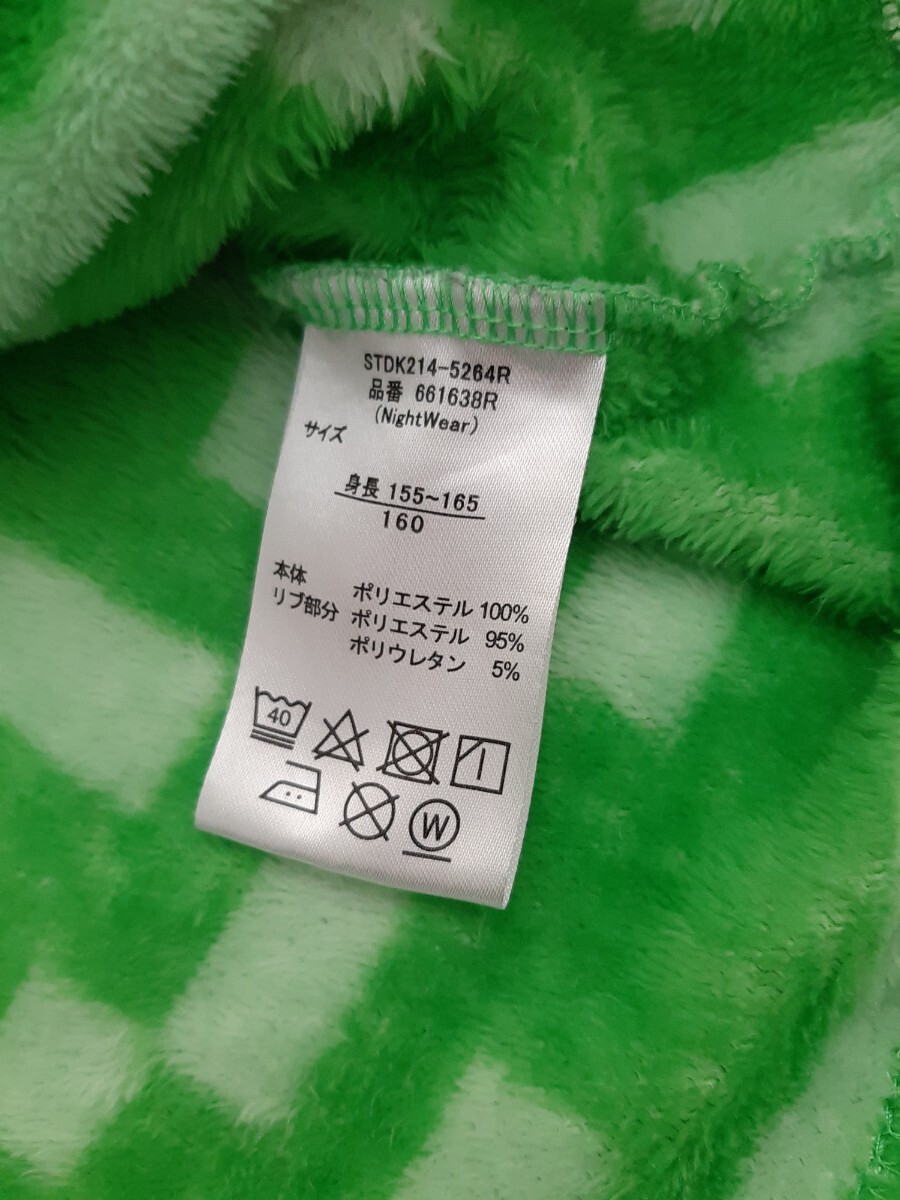 STDK214-5264R
品番 661638R
(NightWear)
サイズ
身長 155~165
160
本体 ポリエステル 100%
リブ部分 ポリエステル 95%
ポリウレタン 5%
40
W